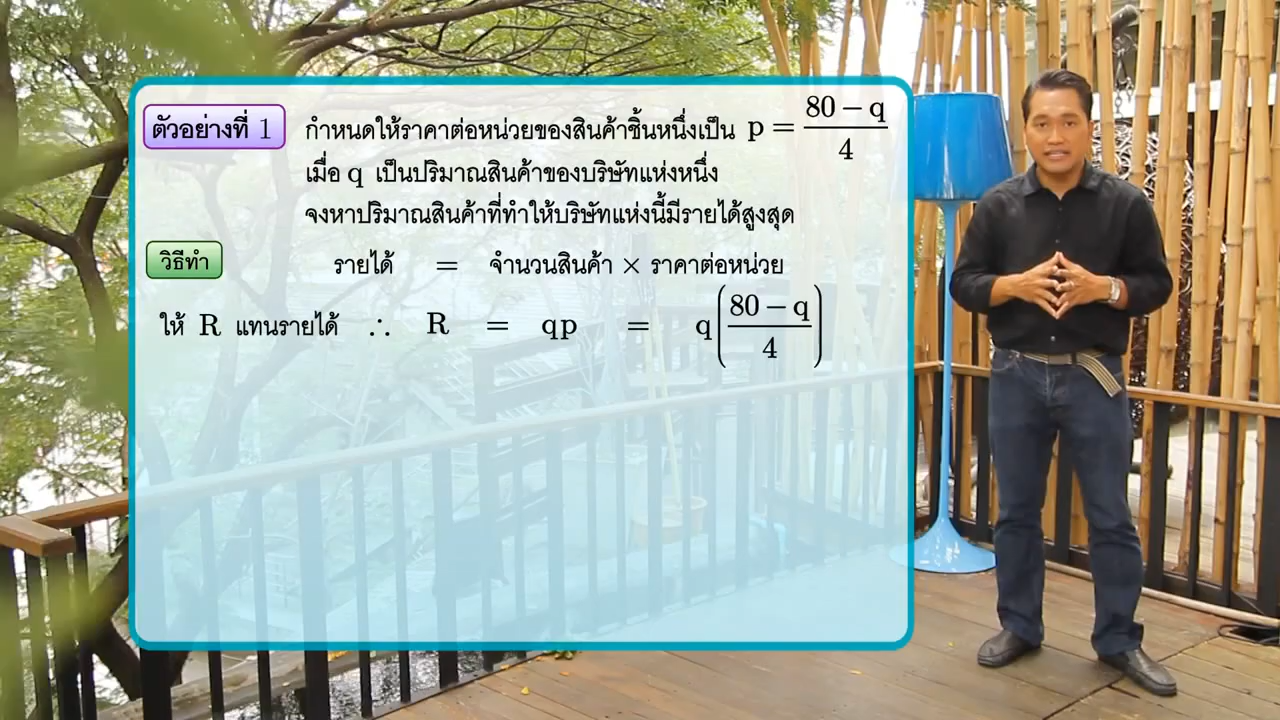 ตัวอย่างที่ 1 กำหนดให้ราคาต่อหน่วยของสินค้าชิ้นหนึ่งเป็น p = (80 − q)/4
เมื่อ q เป็นปริมาณสินค้าของบริษัทแห่งหนึ่ง
จงหาปริมาณสินค้าที่ทำให้บริษัทแห่งนี้มีรายได้สูงสุด
วิธีทำ รายได้ = จำนวนสินค้า × ราคาต่อหน่วย
ให้ R แทนรายได้ ∴ R = qp = q((80 − q)/4)